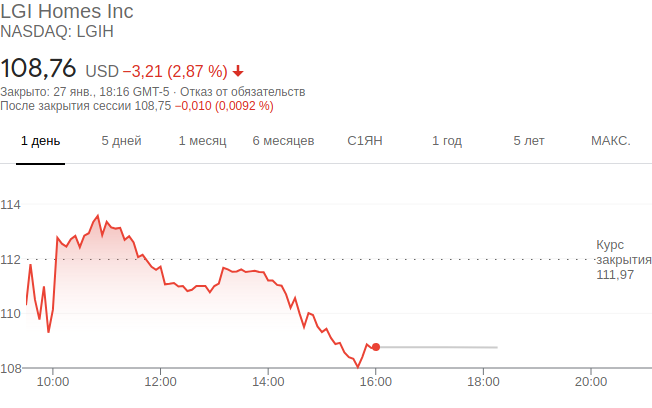 LGI Homes Inc
NASDAQ: LGIH
108,76 USD −3,21 (2,87 %)
Закрыто: 27 янв., 18:16 GMT-5 · Отказ от обязательств
После закрытия сессии 108,75 −0,010 (0,0092 %)
1 день 5 дней 1 месяц 6 месяцев С1ЯН 1 год 5 лет МАКС.
114
Курс
112 закрытия
111,97
110
108
10:00 12:00 14:00 16:00 18:00 20:00